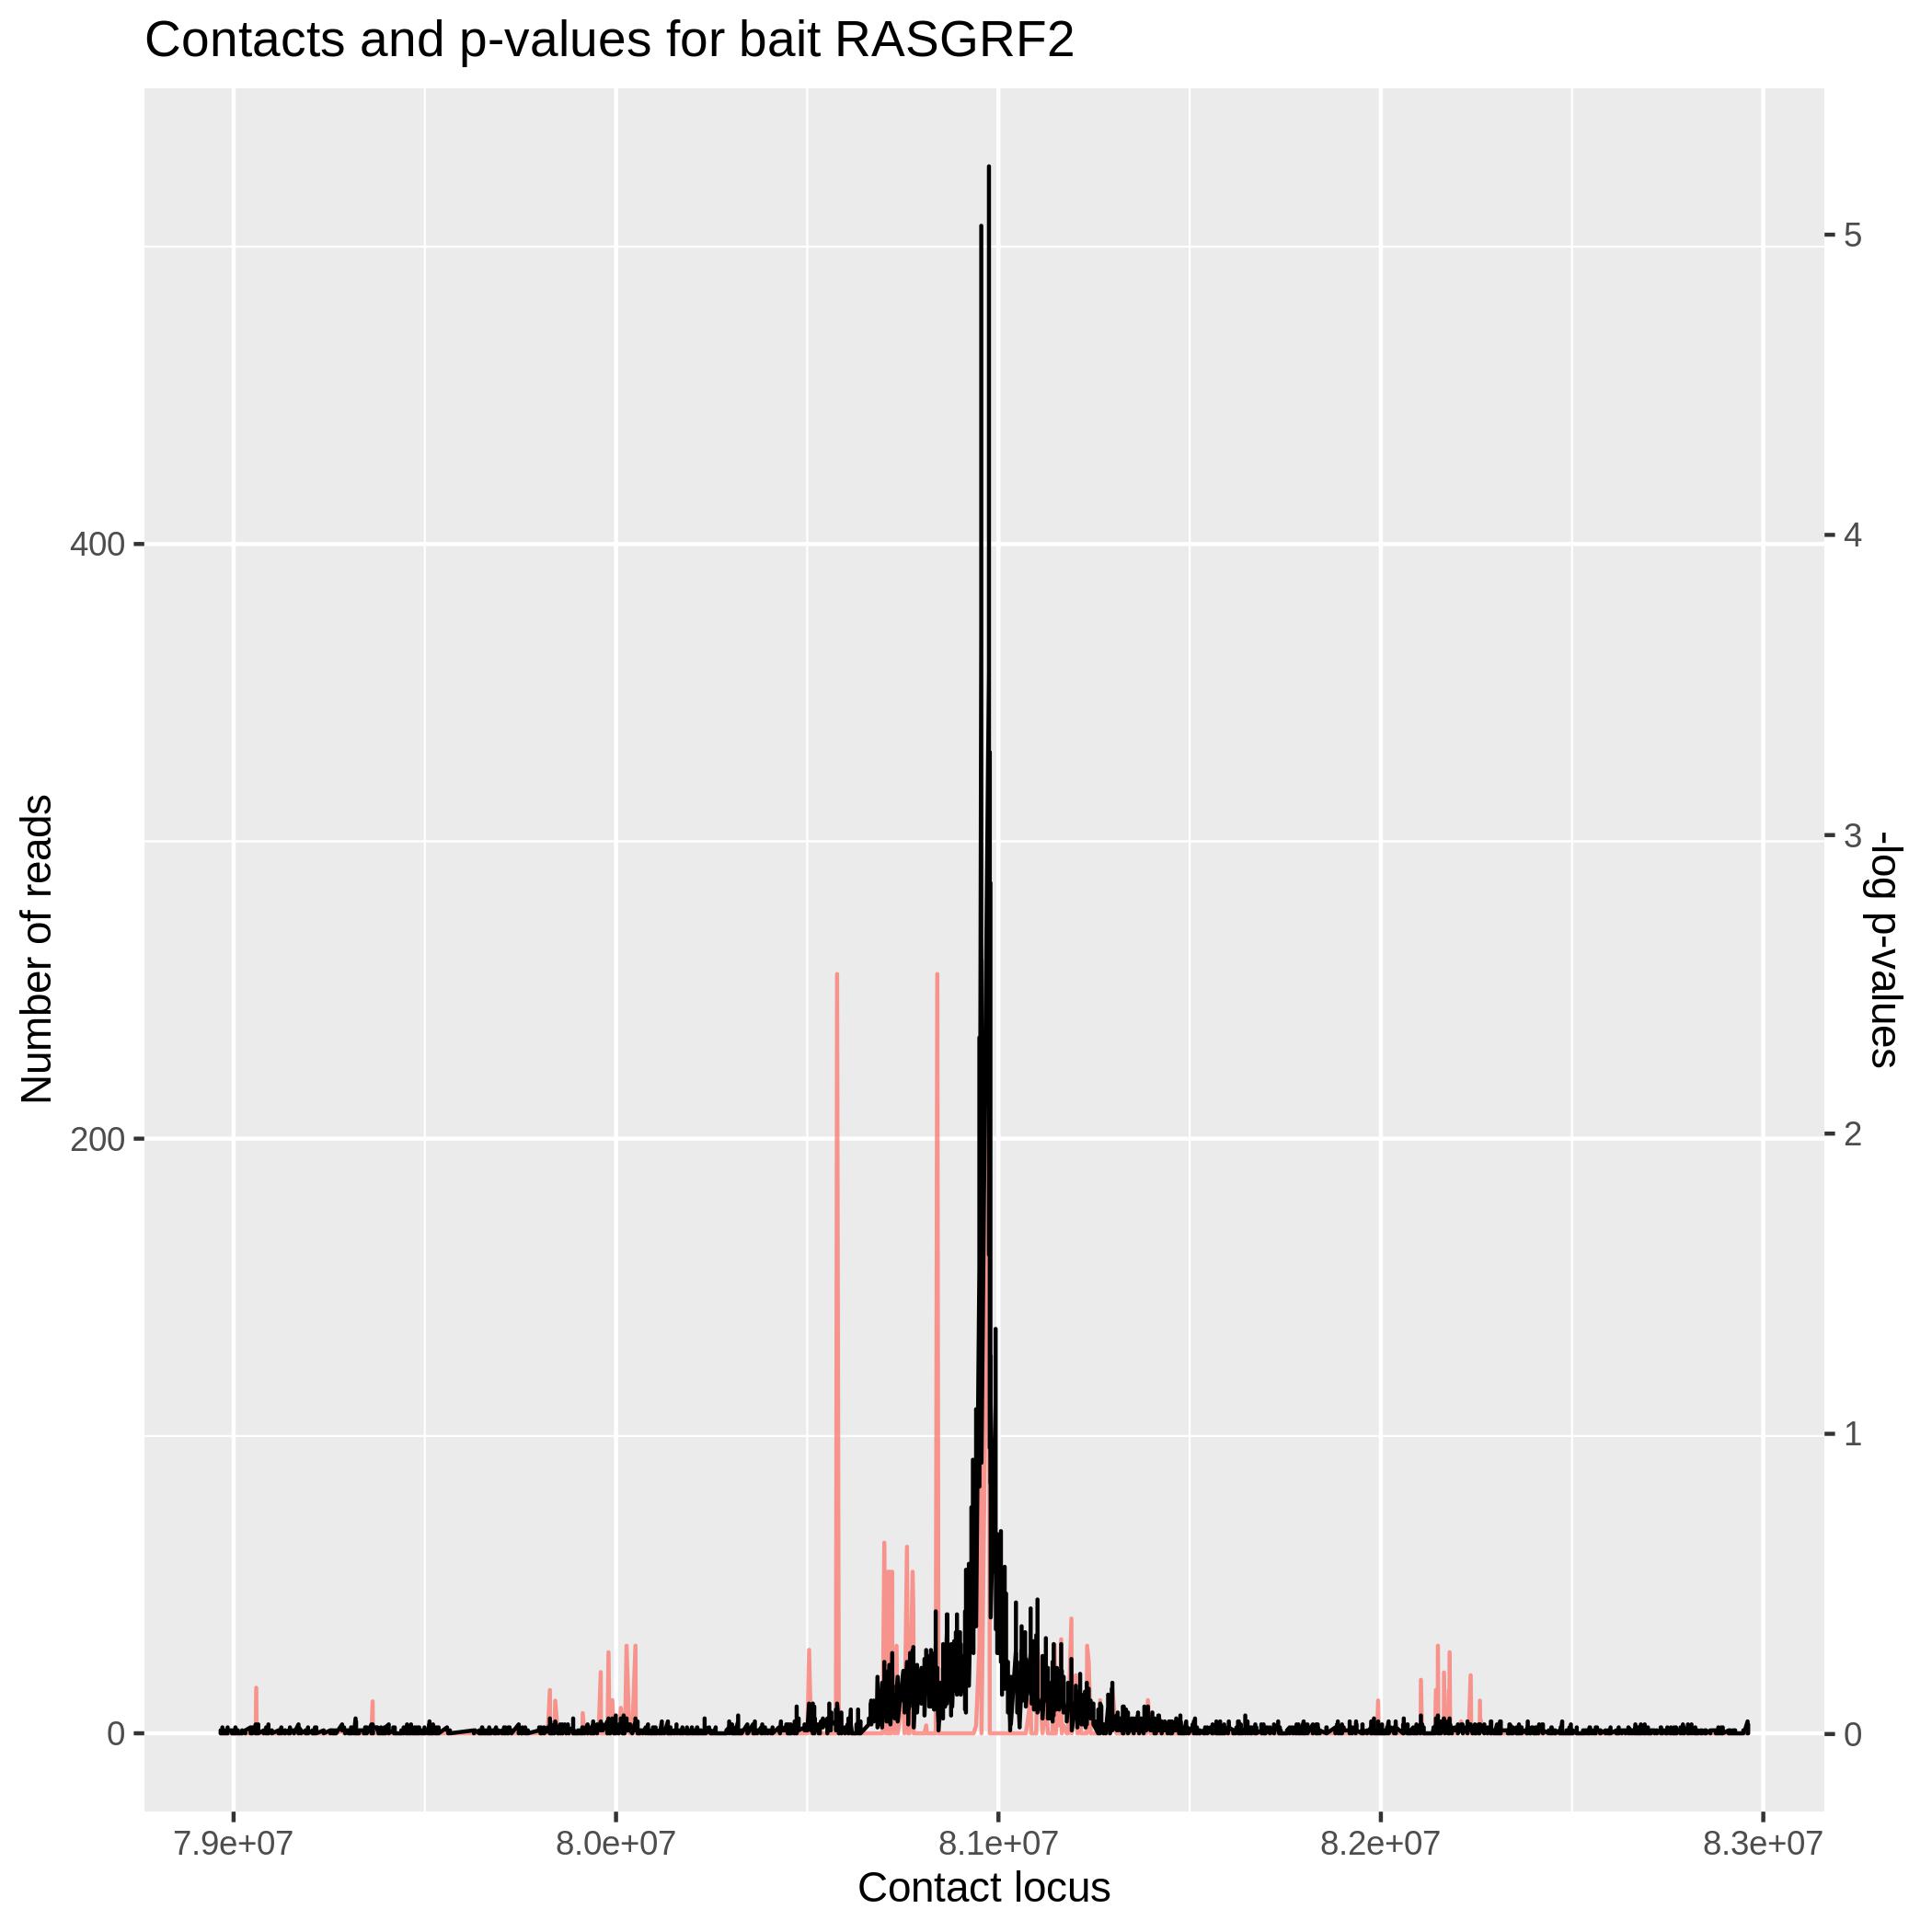 Contacts and p-values for bait RASGRF2
Number of reads
400
200
0
5
4
3
2
1
0
-log p-values
7.9e+07 8.0e+07 8.1e+07 8.2e+07 8.3e+07
Contact locus